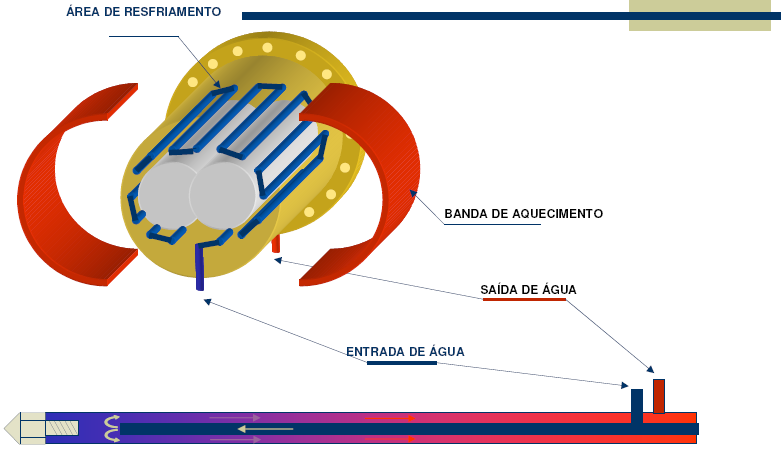 ÁREA DE RESFRIAMENTO
BANDA DE AQUECIMENTO
SAÍDA DE ÁGUA
ENTRADA DE ÁGUA